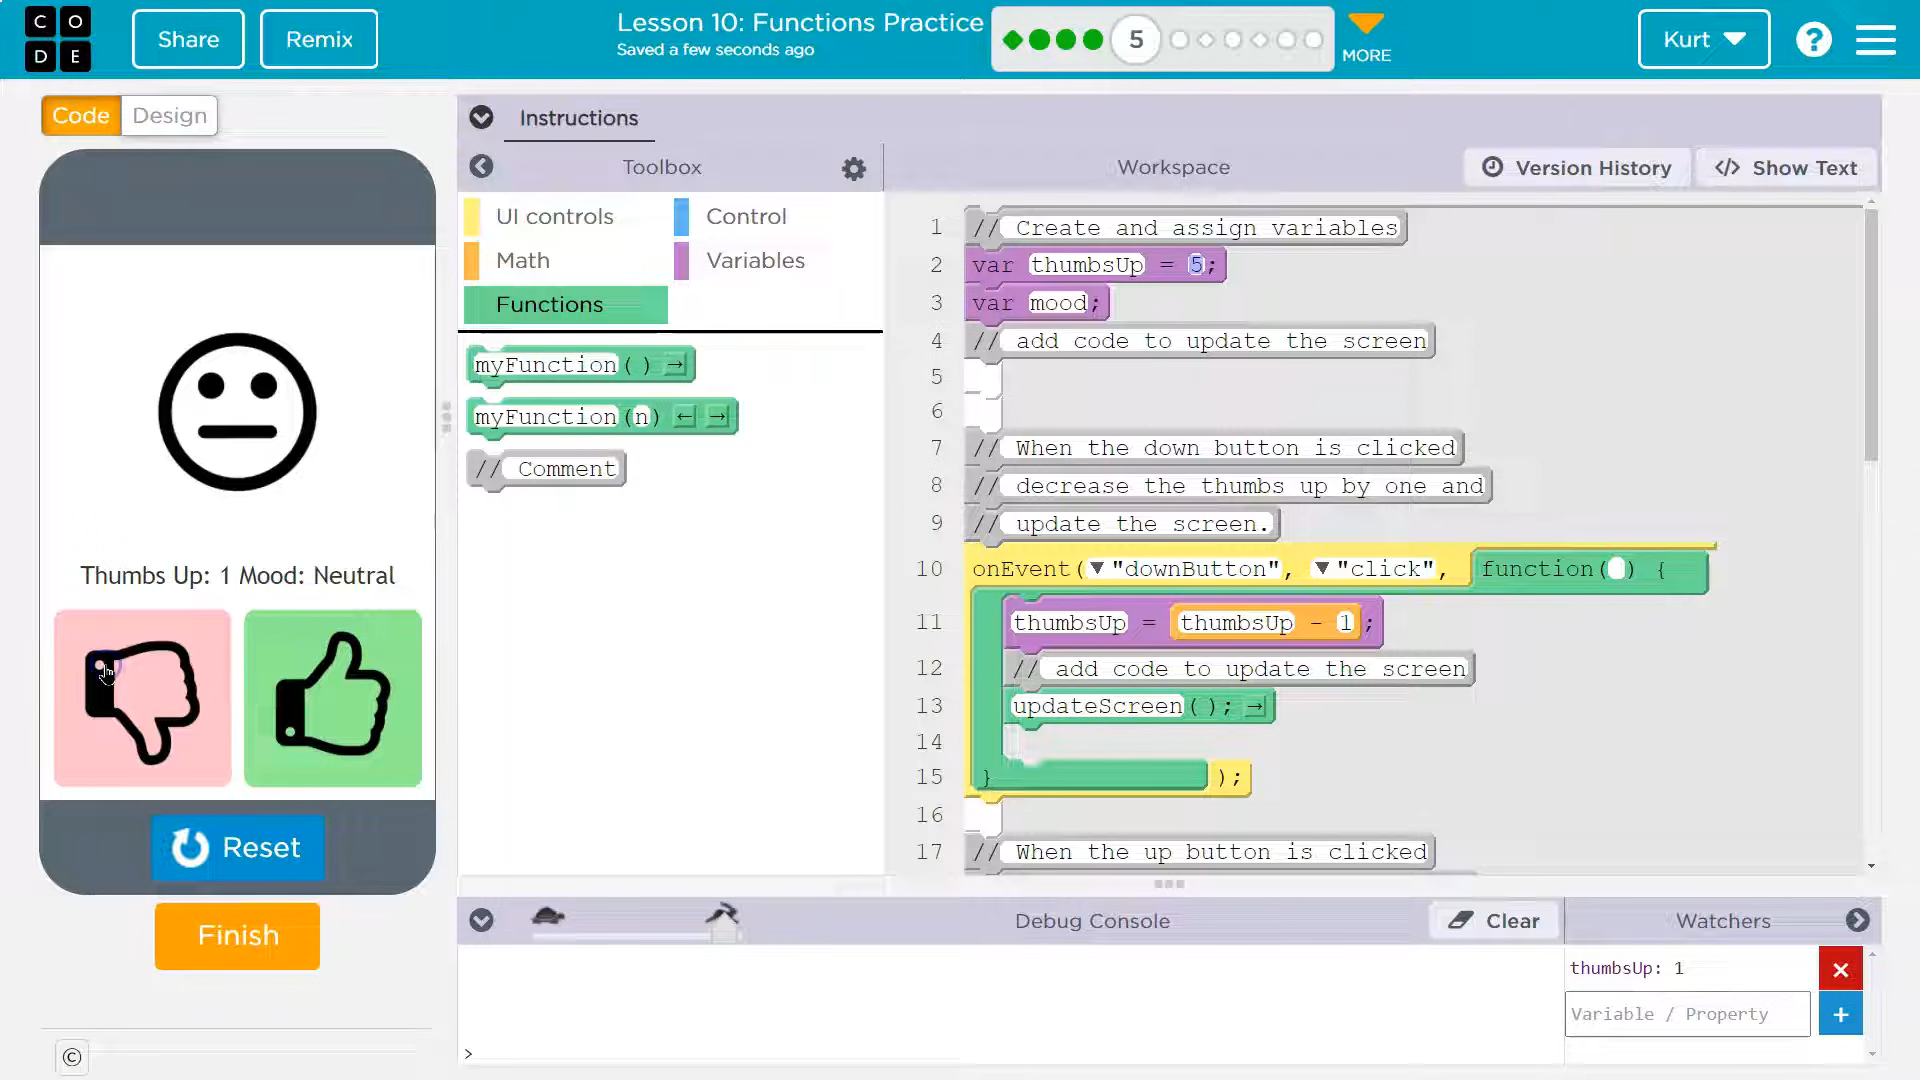 C O
D E
Share
Remix
Lesson 10: Functions Practice
Saved a few seconds ago
5
MORE
Kurt
?
Code
Design
Instructions
Toolbox
Workspace
Version History
</> Show Text
UI controls
Control
Math
Variables
Functions
myFunction ( ) →
myFunction (n) ← →
// Comment
1 // Create and assign variables
2 var thumbsUp = 5;
3 var mood;
4 // add code to update the screen
5
6
7 // When the down button is clicked
8 // decrease the thumbs up by one and
9 // update the screen.
10 onEvent(▼"downButton", ▼"click", function( ) {
11 thumbsUp = thumbsUp - 1;
12 // add code to update the screen
13 updateScreen ( ); →
14
15 } );
16
17 // When the up button is clicked
Thumbs Up: 1 Mood: Neutral
Reset
Finish
©
Debug Console
Clear
Watchers
thumbsUp: 1
Variable / Property
+
>